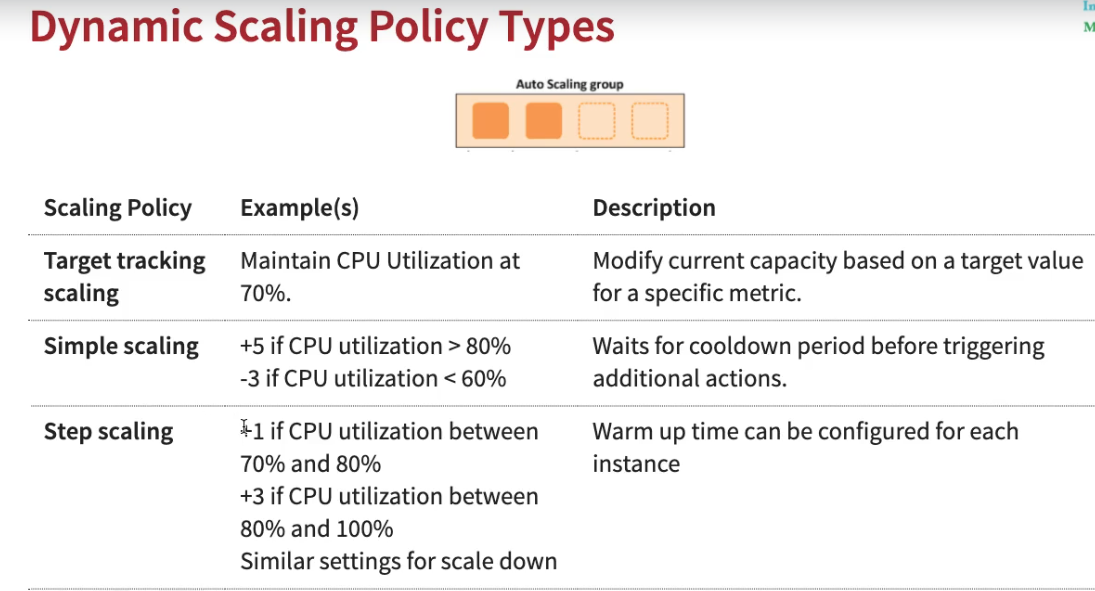 Dynamic Scaling Policy Types
Auto Scaling group
Scaling Policy Example(s) Description
Target tracking scaling
Maintain CPU Utilization at
70%.
Modify current capacity based on a target value
for a specific metric.
Simple scaling
+5 if CPU utilization > 80%
-3 if CPU utilization < 60%
Waits for cooldown period before triggering
additional actions.
Step scaling
+1 if CPU utilization between
70% and 80%
+3 if CPU utilization between
80% and 100%
Similar settings for scale down
Warm up time can be configured for each
instance